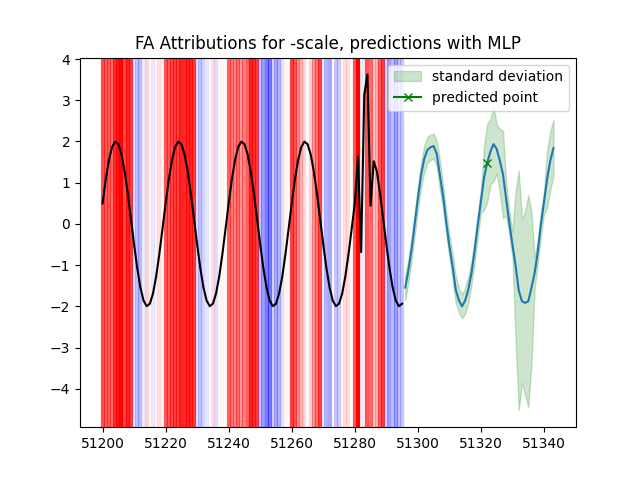 FA Attributions for -scale, predictions with MLP
standard deviation
predicted point
4
3
2
1
0
−1
−2
−3
−4
51200 51220 51240 51260 51280 51300 51320 51340